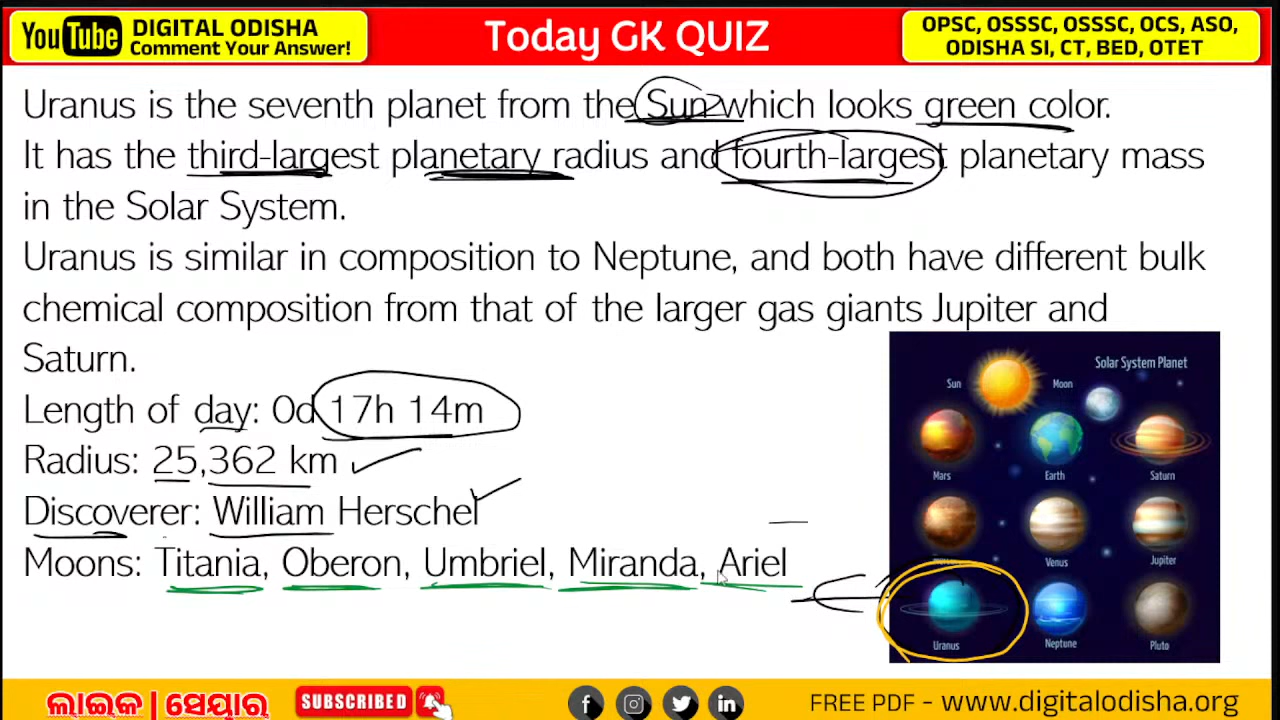 YouTube DIGITAL ODISHA
Comment Your Answer!
Today GK QUIZ
OPSC, OSSSC, OSSSC, OCS, ASO,
ODISHA SI, CT, BED, OTET
Uranus is the seventh planet from the Sun which looks green color.
It has the third-largest planetary radius and fourth-largest planetary mass
in the Solar System.
Uranus is similar in composition to Neptune, and both have different bulk
chemical composition from that of the larger gas giants Jupiter and
Saturn.
Length of day: 0d 17h 14m
Radius: 25,362 km
Discoverer: William Herschel
Moons: Titania, Oberon, Umbriel, Miranda, Ariel
Solar System Planet
Sun Moon
Mars Earth Saturn
Venus Jupiter
Uranus Neptune Pluto
ଲାଇକ | ସେୟାର୍ SUBSCRIBED FREE PDF - www.digitalodisha.org